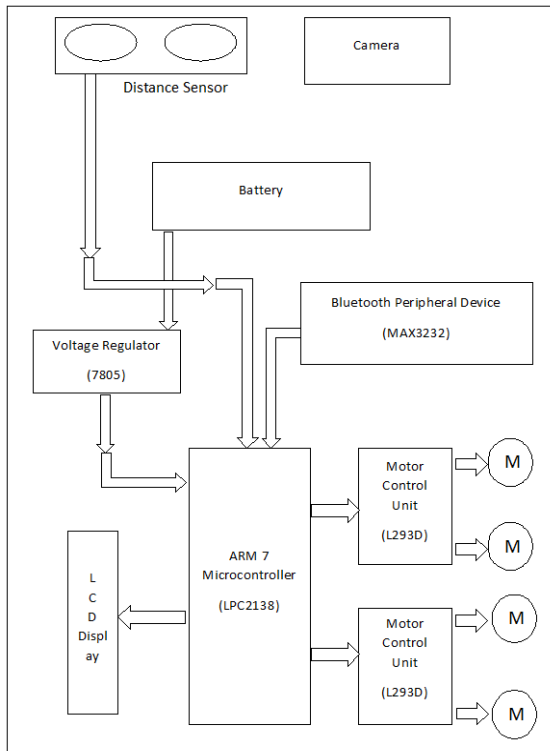 Camera
Distance Sensor
Battery
Bluetooth Peripheral Device
(MAX3232)
Voltage Regulator
(7805)
Motor
Control
Unit
(L293D)
M
M
ARM 7
Microcontroller
(LPC2138)
L
C
D
Displ
ay
Motor
Control
Unit
(L293D)
M
M